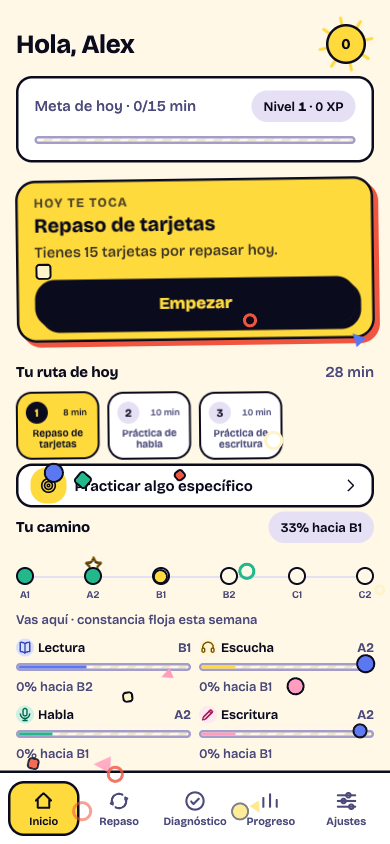 Hola, Alex
0
Meta de hoy · 0/15 min
Nivel 1 · 0 XP
HOY TE TOCA
Repaso de tarjetas
Tienes 15 tarjetas por repasar hoy.
Empezar
Tu ruta de hoy
28 min
1
8 min
Repaso de
tarjetas
2
10 min
Práctica de
habla
3
10 min
Práctica de
escritura
Practicar algo específico
Tu camino
33% hacia B1
A1
A2
B1
B2
C1
C2
Vas aquí · constancia floja esta semana
Lectura
B1
0% hacia B2
Escucha
A2
0% hacia B1
Habla
A2
0% hacia B1
Escritura
A2
0% hacia B1
Inicio
Repaso
Diagnóstico
Progreso
Ajustes